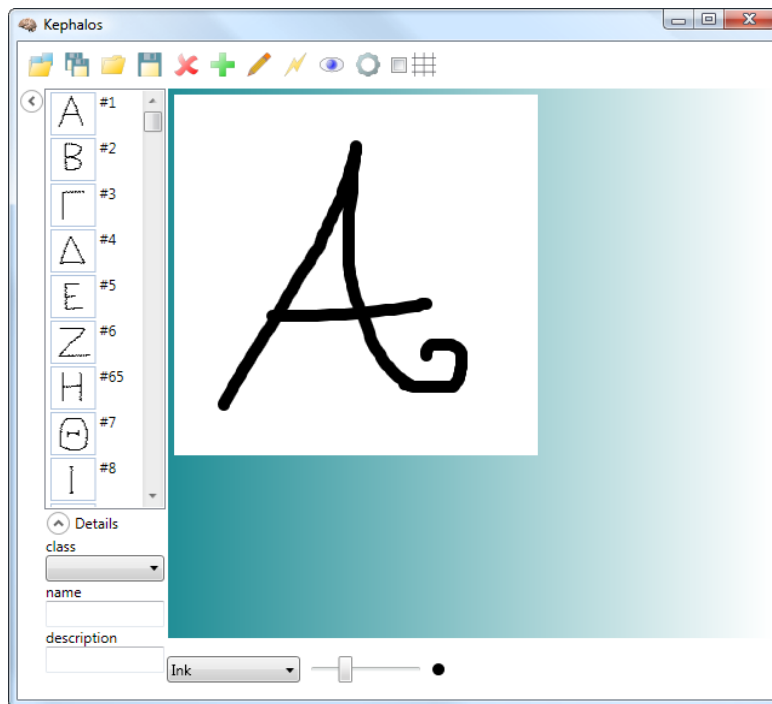 Kephalos
Α #1
Β #2
Γ #3
Δ #4
Ε #5
Ζ #6
Η #65
Θ #7
Ι #8
Α
Details
class
name
description
Ink